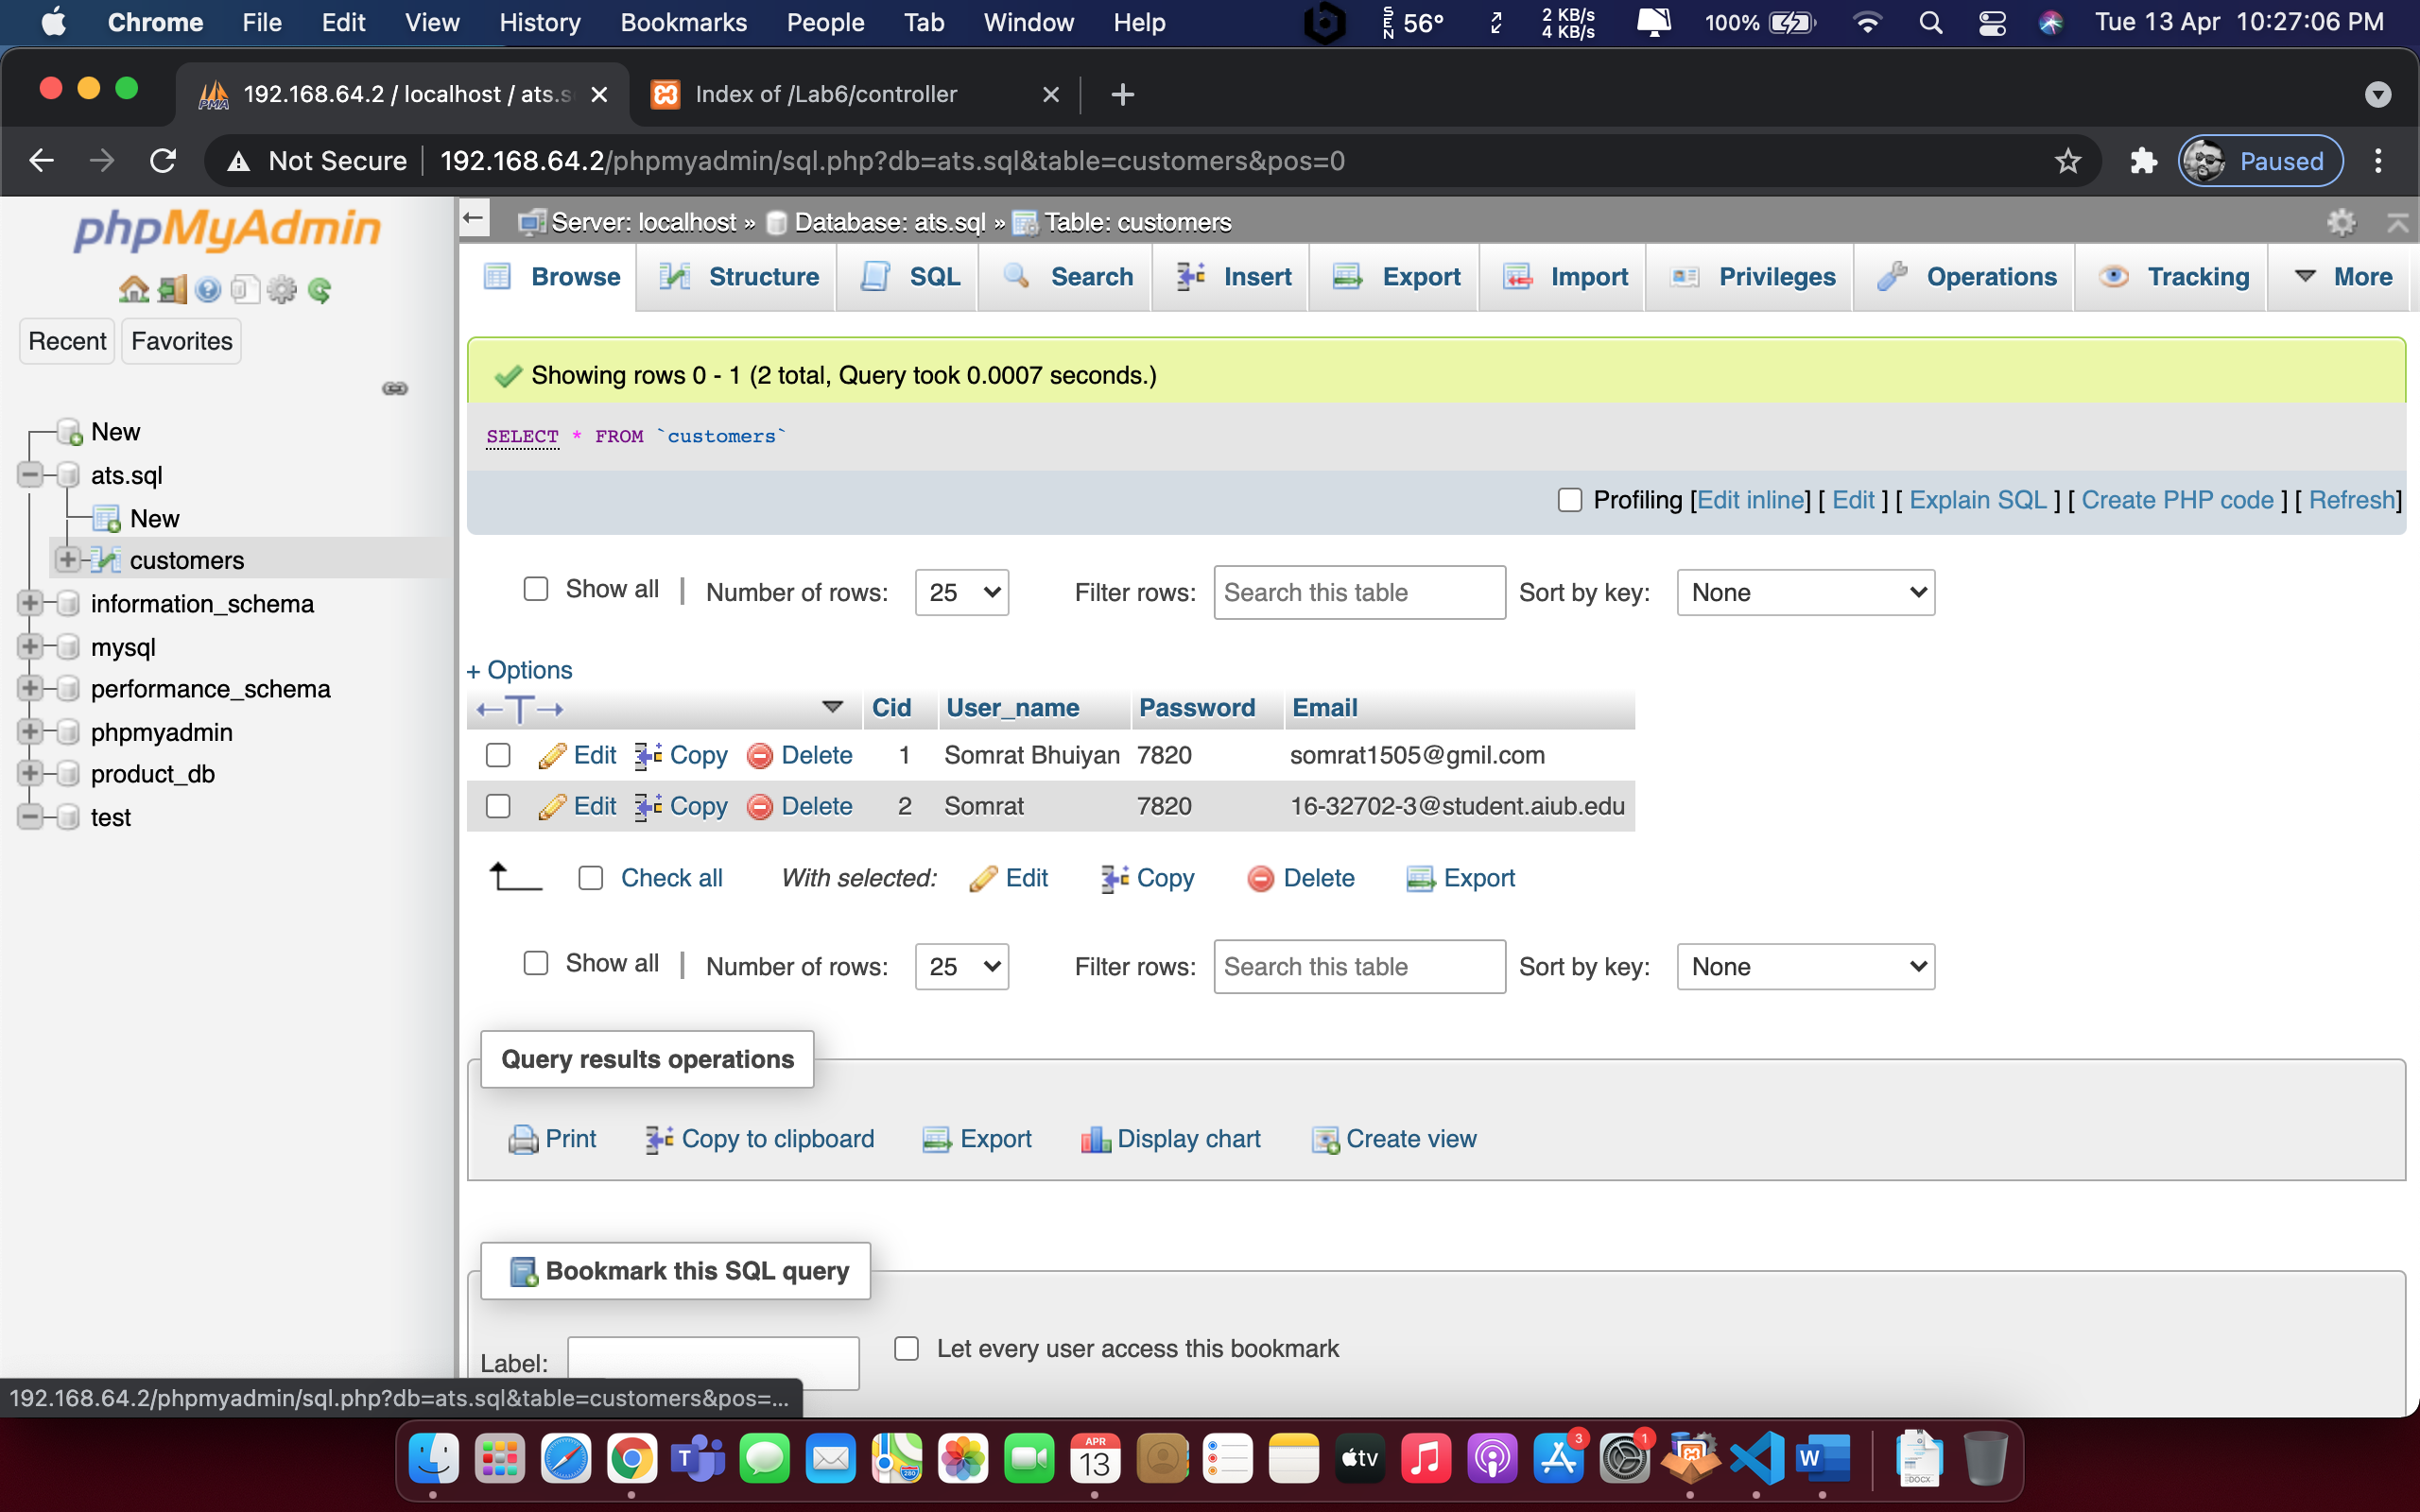 Chrome File Edit View History Bookmarks People Tab Window Help SEN 56° 2 KB/s 4 KB/s 100% Tue 13 Apr 10:27:06 PM
192.168.64.2 / localhost / ats.s Index of /Lab6/controller
Not Secure 192.168.64.2/phpmyadmin/sql.php?db=ats.sql&table=customers&pos=0 Paused
phpMyAdmin
Recent Favorites
New
ats.sql
New
customers
information_schema
mysql
performance_schema
phpmyadmin
product_db
test
Server: localhost » Database: ats.sql » Table: customers
Browse Structure SQL Search Insert Export Import Privileges Operations Tracking More
Showing rows 0 - 1 (2 total, Query took 0.0007 seconds.)
SELECT * FROM `customers`
Profiling [Edit inline] [ Edit ] [ Explain SQL ] [ Create PHP code ] [ Refresh]
Show all | Number of rows: 25 Filter rows: Search this table Sort by key: None
+ Options
←T→ Cid User_name Password Email
Edit Copy Delete 1 Somrat Bhuiyan 7820 somrat1505@gmil.com
Edit Copy Delete 2 Somrat 7820 16-32702-3@student.aiub.edu
Check all With selected: Edit Copy Delete Export
Show all | Number of rows: 25 Filter rows: Search this table Sort by key: None
Query results operations
Print Copy to clipboard Export Display chart Create view
Bookmark this SQL query
Label: Let every user access this bookmark
192.168.64.2/phpmyadmin/sql.php?db=ats.sql&table=customers&pos=...
APR
13
tv
3
1
W
DOCX